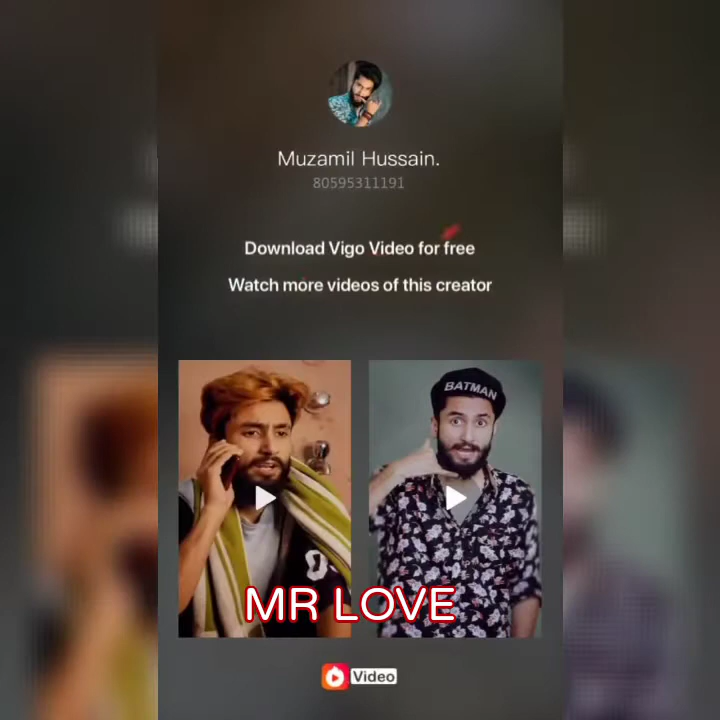 Muzamil Hussain.
80595311191
Download Vigo Video for free
Watch more videos of this creator
BATMAN
MR LOVE
Video